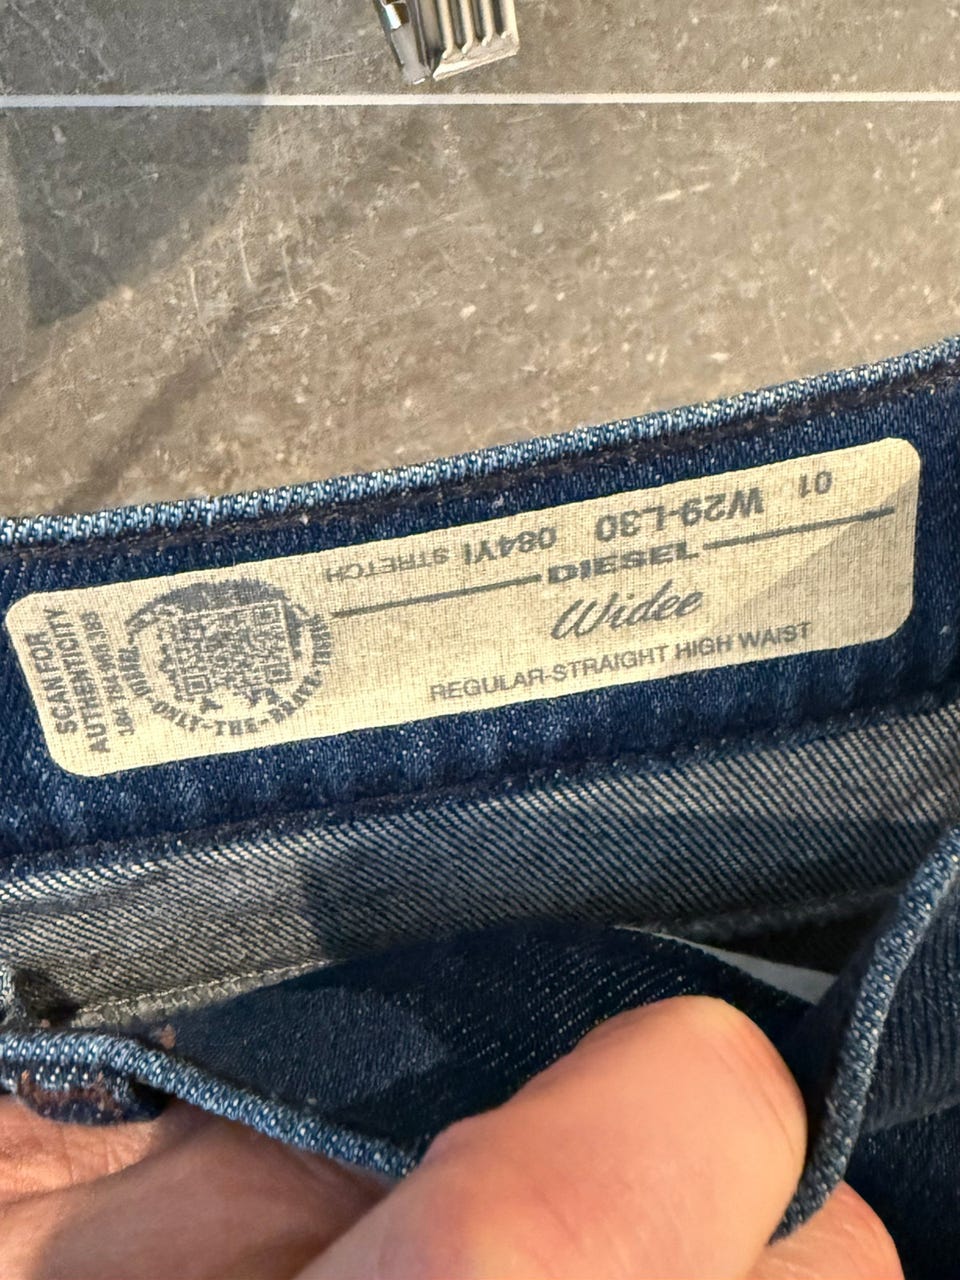 DIESEL
Widee
REGULAR-STRAIGHT HIGH WAIST
01 W29-L30 084YI STRETCH
SCAN FOR
AUTHENTICITY
ONLY-THE-BRAVE